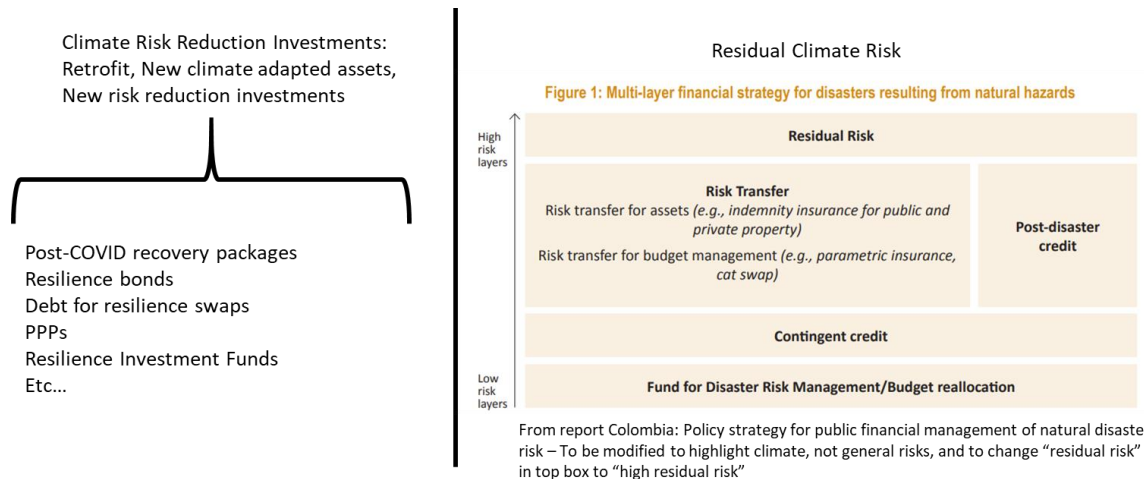 Climate Risk Reduction Investments:
Retrofit, New climate adapted assets,
New risk reduction investments
Post-COVID recovery packages
Resilience bonds
Debt for resilience swaps
PPPs
Resilience Investment Funds
Etc...
Residual Climate Risk
Figure 1: Multi-layer financial strategy for disasters resulting from natural hazards
High
risk
layers
Residual Risk
Risk Transfer
Risk transfer for assets (e.g., indemnity insurance for public and
private property)
Risk transfer for budget management (e.g., parametric insurance,
cat swap)
Post-disaster
credit
Contingent credit
Low
risk
layers
Fund for Disaster Risk Management/Budget reallocation
From report Colombia: Policy strategy for public financial management of natural disaste
risk – To be modified to highlight climate, not general risks, and to change “residual risk”
in top box to “high residual risk”